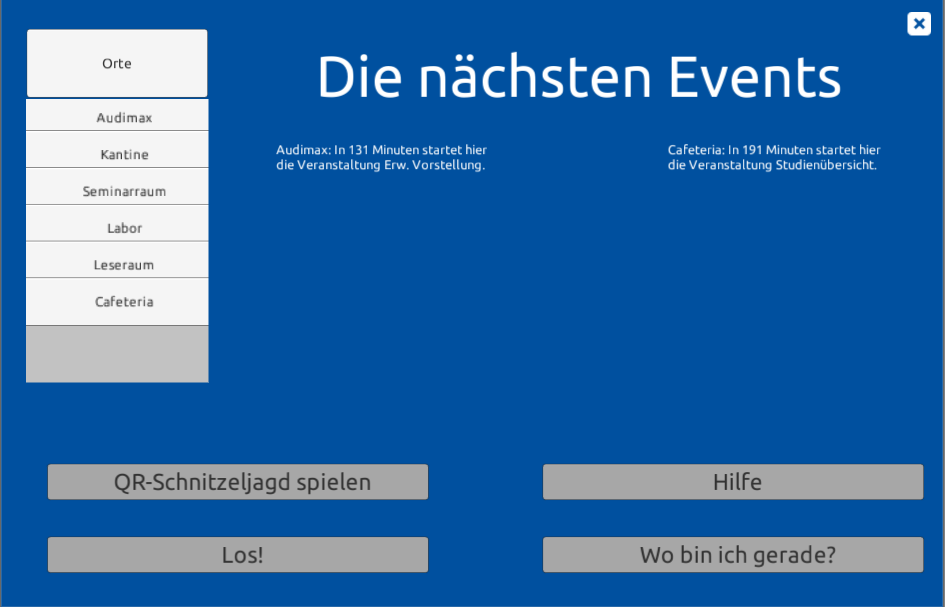 Orte
Audimax
Kantine
Seminarraum
Labor
Leseraum
Cafeteria
Die nächsten Events
Audimax: In 131 Minuten startet hier
die Veranstaltung Erw. Vorstellung.
Cafeteria: In 191 Minuten startet hier
die Veranstaltung Studienübersicht.
QR-Schnitzeljagd spielen
Hilfe
Los!
Wo bin ich gerade?